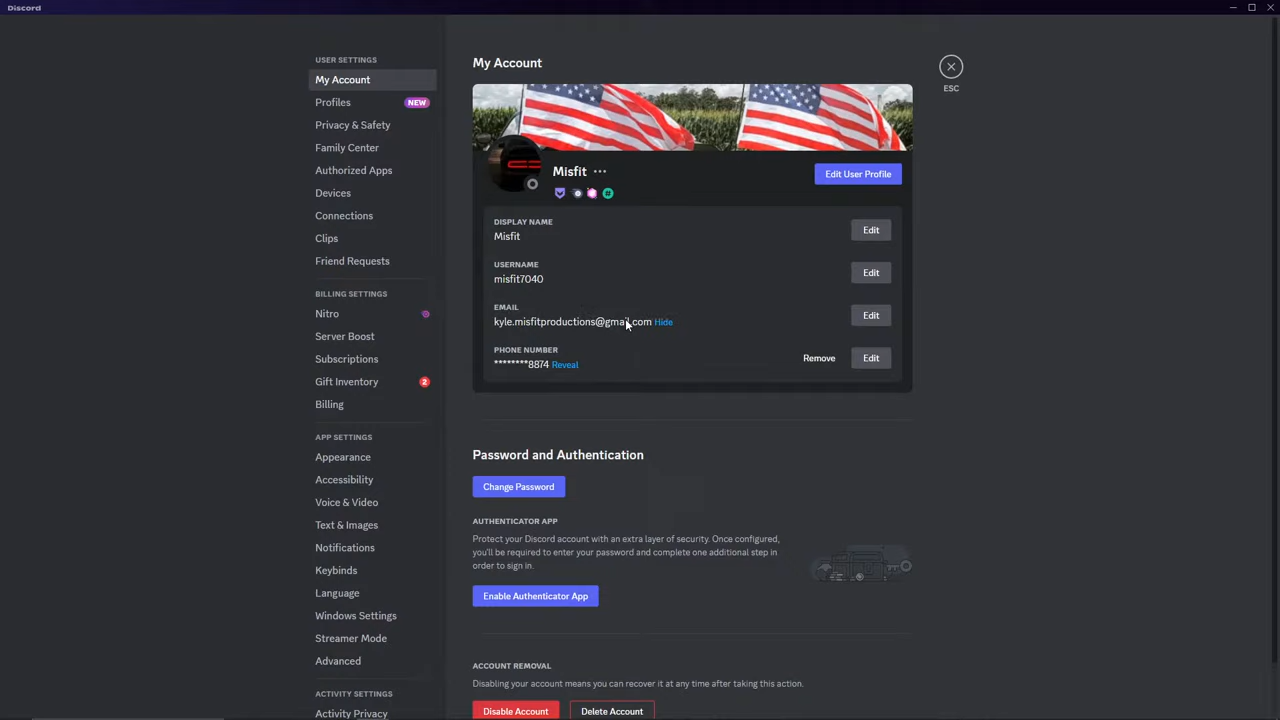 Discord
USER SETTINGS
My Account
Profiles NEW
Privacy & Safety
Family Center
Authorized Apps
Devices
Connections
Clips
Friend Requests
BILLING SETTINGS
Nitro
Server Boost
Subscriptions
Gift Inventory 2
Billing
APP SETTINGS
Appearance
Accessibility
Voice & Video
Text & Images
Notifications
Keybinds
Language
Windows Settings
Streamer Mode
Advanced
ACTIVITY SETTINGS
Activity Privacy
My Account
ESC
Misfit
Edit User Profile
DISPLAY NAME
Misfit
Edit
USERNAME
misfit7040
Edit
EMAIL
kyle.misfitproductions@gmail.com Hide
Edit
PHONE NUMBER
********8874 Reveal
Remove Edit
Password and Authentication
Change Password
AUTHENTICATOR APP
Protect your Discord account with an extra layer of security. Once configured,
you'll be required to enter your password and complete one additional step in
order to sign in.
Enable Authenticator App
ACCOUNT REMOVAL
Disabling your account means you can recover it at any time after taking this action.
Disable Account Delete Account